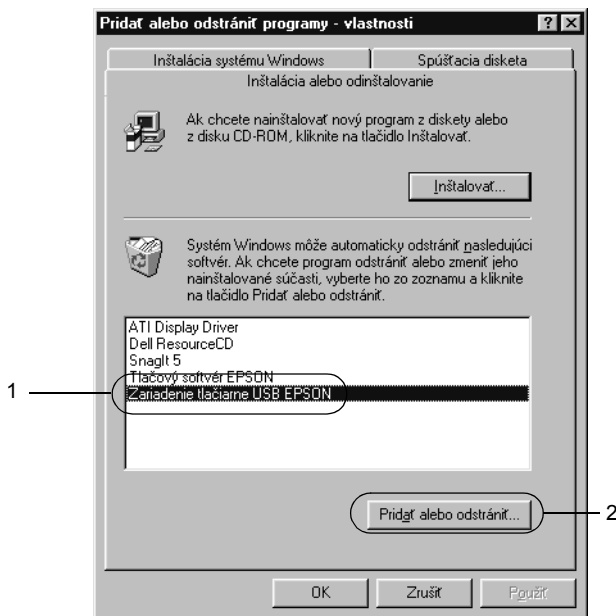 Pridať alebo odstrániť programy - vlastnosti
Inštalácia systému Windows
Spúšťacia disketa
Inštalácia alebo odinštalovanie
Ak chcete nainštalovať nový program z diskety alebo
z disku CD-ROM, kliknite na tlačidlo Inštalovať.
Inštalovať...
Systém Windows môže automaticky odstrániť nasledujúci
softvér. Ak chcete program odstrániť alebo zmeniť jeho
nainštalované súčasti, vyberte ho zo zoznamu a kliknite
na tlačidlo Pridať alebo odstrániť.
ATI Display Driver
Dell ResourceCD
SnagIt 5
Tlačový softvér EPSON
1
Zariadenie tlačiarne USB EPSON
Pridať alebo odstrániť...
2
OK
Zrušiť
Použiť